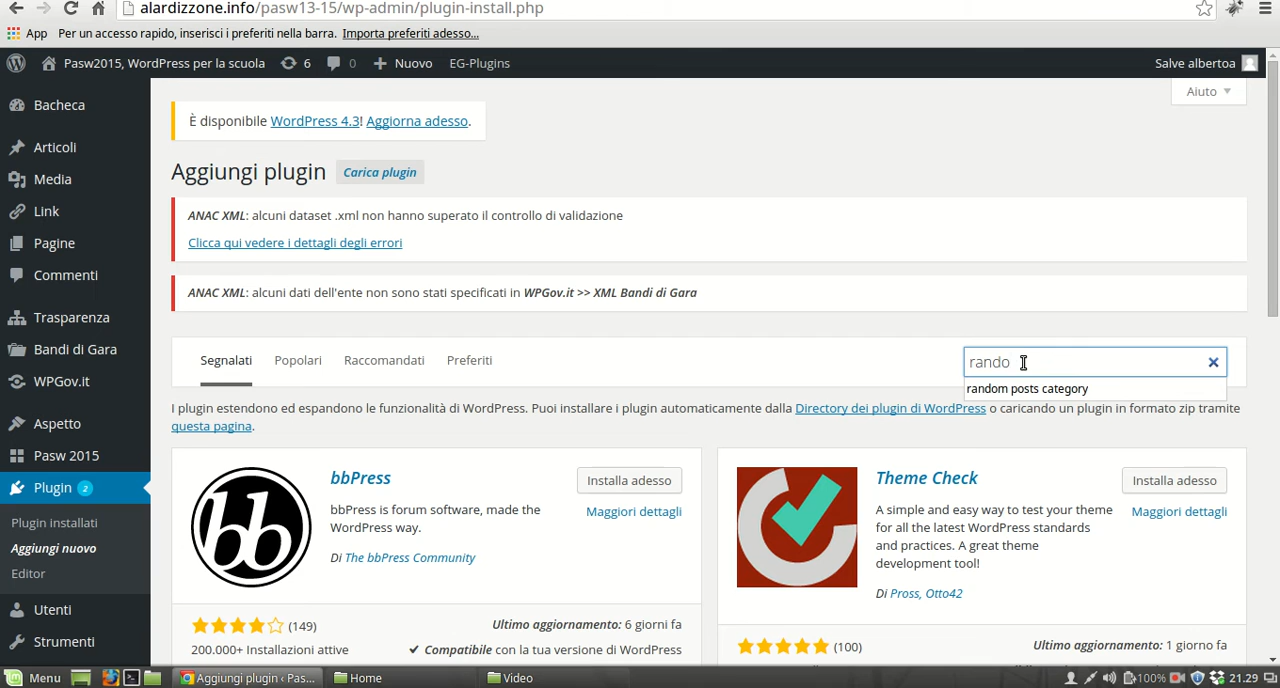 alardizzone.info/pasw13-15/wp-admin/plugin-install.php
App Per un accesso rapido, inserisci i preferiti nella barra. Importa preferiti adesso...
Pasw2015, WordPress per la scuola 6 0 Nuovo EG-Plugins Salve albertoa
Aiuto
Bacheca
Articoli
Media
Link
Pagine
Commenti
Trasparenza
Bandi di Gara
WPGov.it
Aspetto
Pasw 2015
Plugin 2
Plugin installati
Aggiungi nuovo
Editor
Utenti
Strumenti
È disponibile WordPress 4.3! Aggiorna adesso.
Aggiungi plugin Carica plugin
ANAC XML: alcuni dataset .xml non hanno superato il controllo di validazione
Clicca qui vedere i dettagli degli errori
ANAC XML: alcuni dati dell'ente non sono stati specificati in WPGov.it >> XML Bandi di Gara
Segnalati Popolari Raccomandati Preferiti rando
random posts category
I plugin estendono ed espandono le funzionalità di WordPress. Puoi installare i plugin automaticamente dalla Directory dei plugin di WordPress o caricando un plugin in formato zip tramite
questa pagina.
bb
bbPress
Installa adesso
bbPress is forum software, made the
WordPress way.
Maggiori dettagli
Di The bbPress Community
(149)
Ultimo aggiornamento: 6 giorni fa
200.000+ Installazioni attive
Compatibile con la tua versione di WordPress
Theme Check
Installa adesso
A simple and easy way to test your theme
for all the latest WordPress standards
and practices. A great theme
development tool!
Maggiori dettagli
Di Pross, Otto42
(100)
Ultimo aggiornamento: 1 giorno fa
Menu Aggiungi plugin ‹ Pas... Home Video 100% 21.29